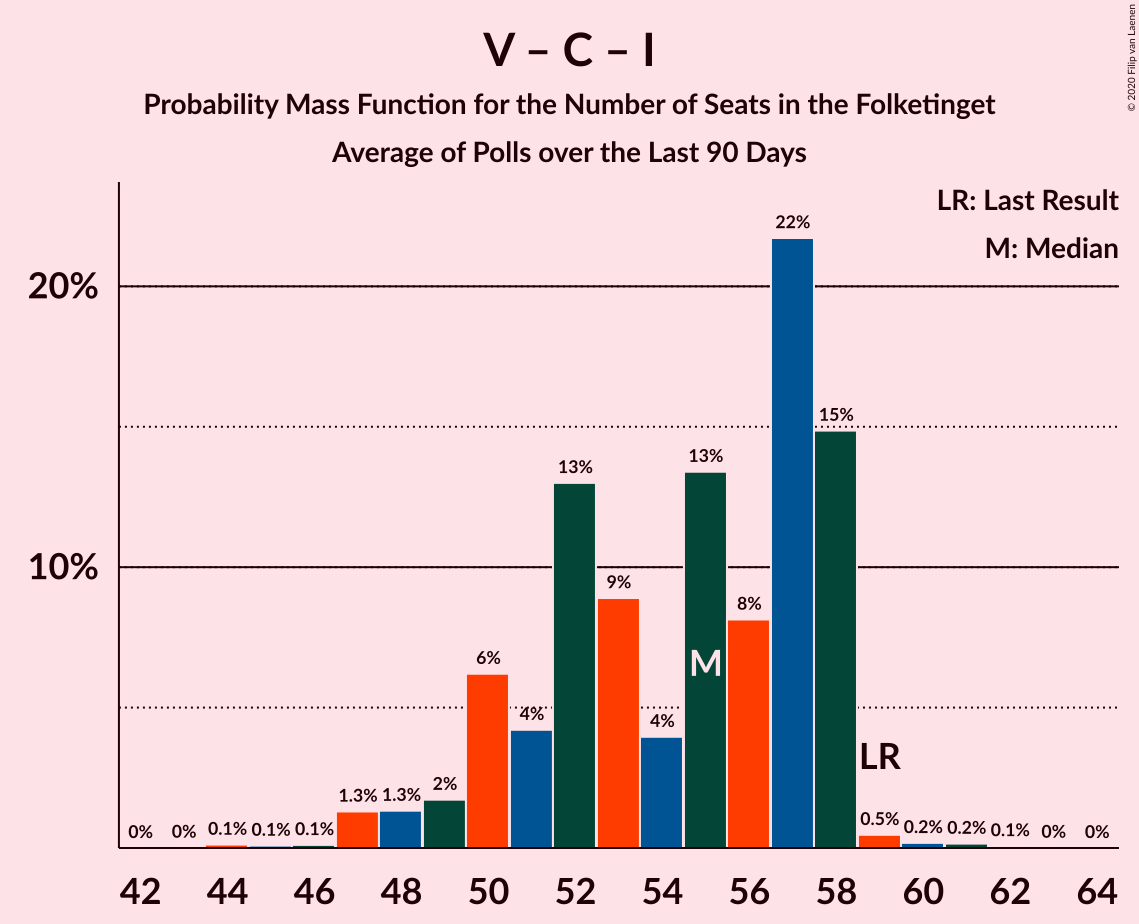 V – C – I
Probability Mass Function for the Number of Seats in the Folketinget
Average of Polls over the Last 90 Days
© 2020 Filip van Laenen
LR: Last Result
M: Median
20%
10%
0%
0%
0.1%
0.1%
0.1%
1.3%
1.3%
2%
6%
4%
13%
9%
4%
13%
8%
22%
15%
0.5%
0.2%
0.2%
0.1%
0%
0%
M
LR
42 44 46 48 50 52 54 56 58 60 62 64